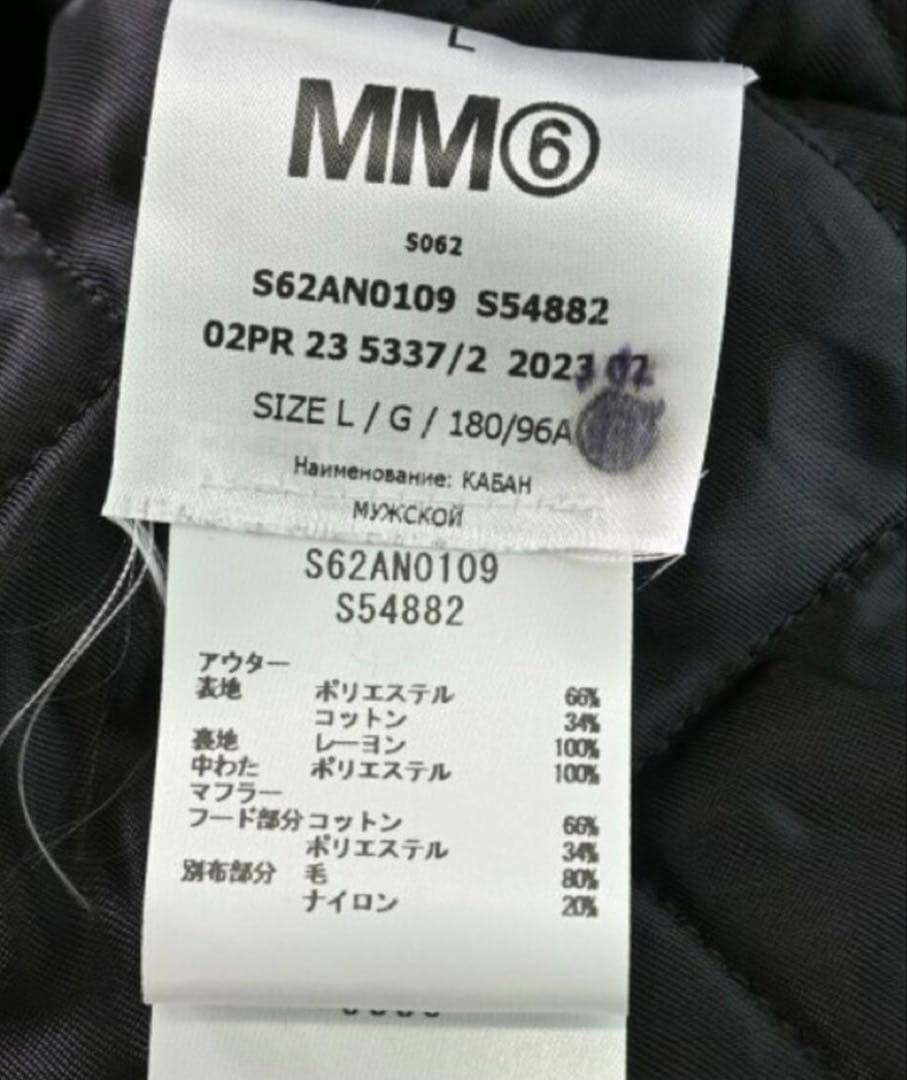 L
MM⑥
S062
S62AN0109 S54882
02PR 23 5337/2 2023 02
SIZE L / G / 180/96A
Наименование: КАБАН
МУЖСКОЙ
S62AN0109
S54882
アウター
表地 ポリエステル 66%
コットン 34%
裏地 レーヨン 100%
中わた ポリエステル 100%
マフラー
フード部分 コットン 66%
ポリエステル 34%
別布部分 毛 80%
ナイロン 20%